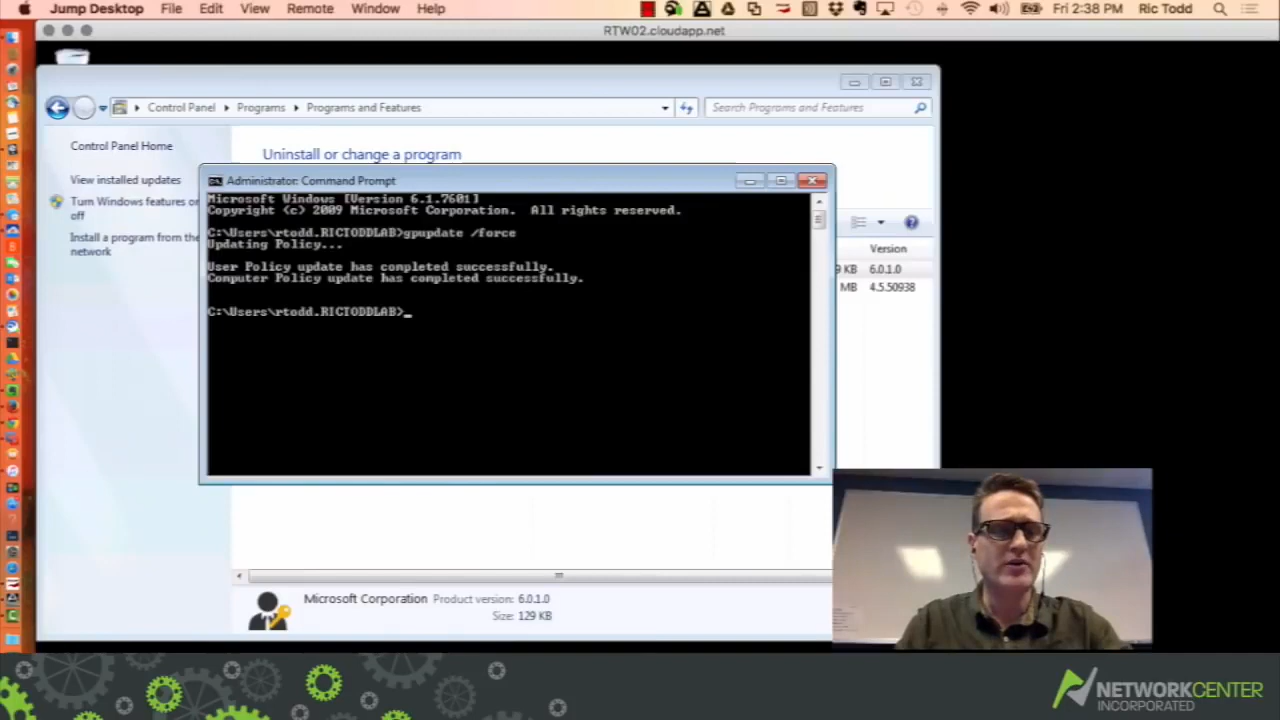 Jump Desktop File Edit View Remote Window Help Fri 2:38 PM Ric Todd
RTW02.cloudapp.net
Control Panel Programs Programs and Features Search Programs and Features
Control Panel Home
Uninstall or change a program
View installed updates
Turn Windows features on
off
Install a program from the
network
Administrator: Command Prompt
Microsoft Windows [Version 6.1.7601]
Copyright (c) 2009 Microsoft Corporation. All rights reserved.
C:\Users\rtodd.RICTODDLAB>gpupdate /force
Updating Policy...
User Policy update has completed successfully.
Computer Policy update has completed successfully.
C:\Users\rtodd.RICTODDLAB>_
Version
9 KB 6.0.1.0
MB 4.5.50938
Microsoft Corporation Product version: 6.0.1.0
Size: 129 KB
NETWORKCENTER
INCORPORATED